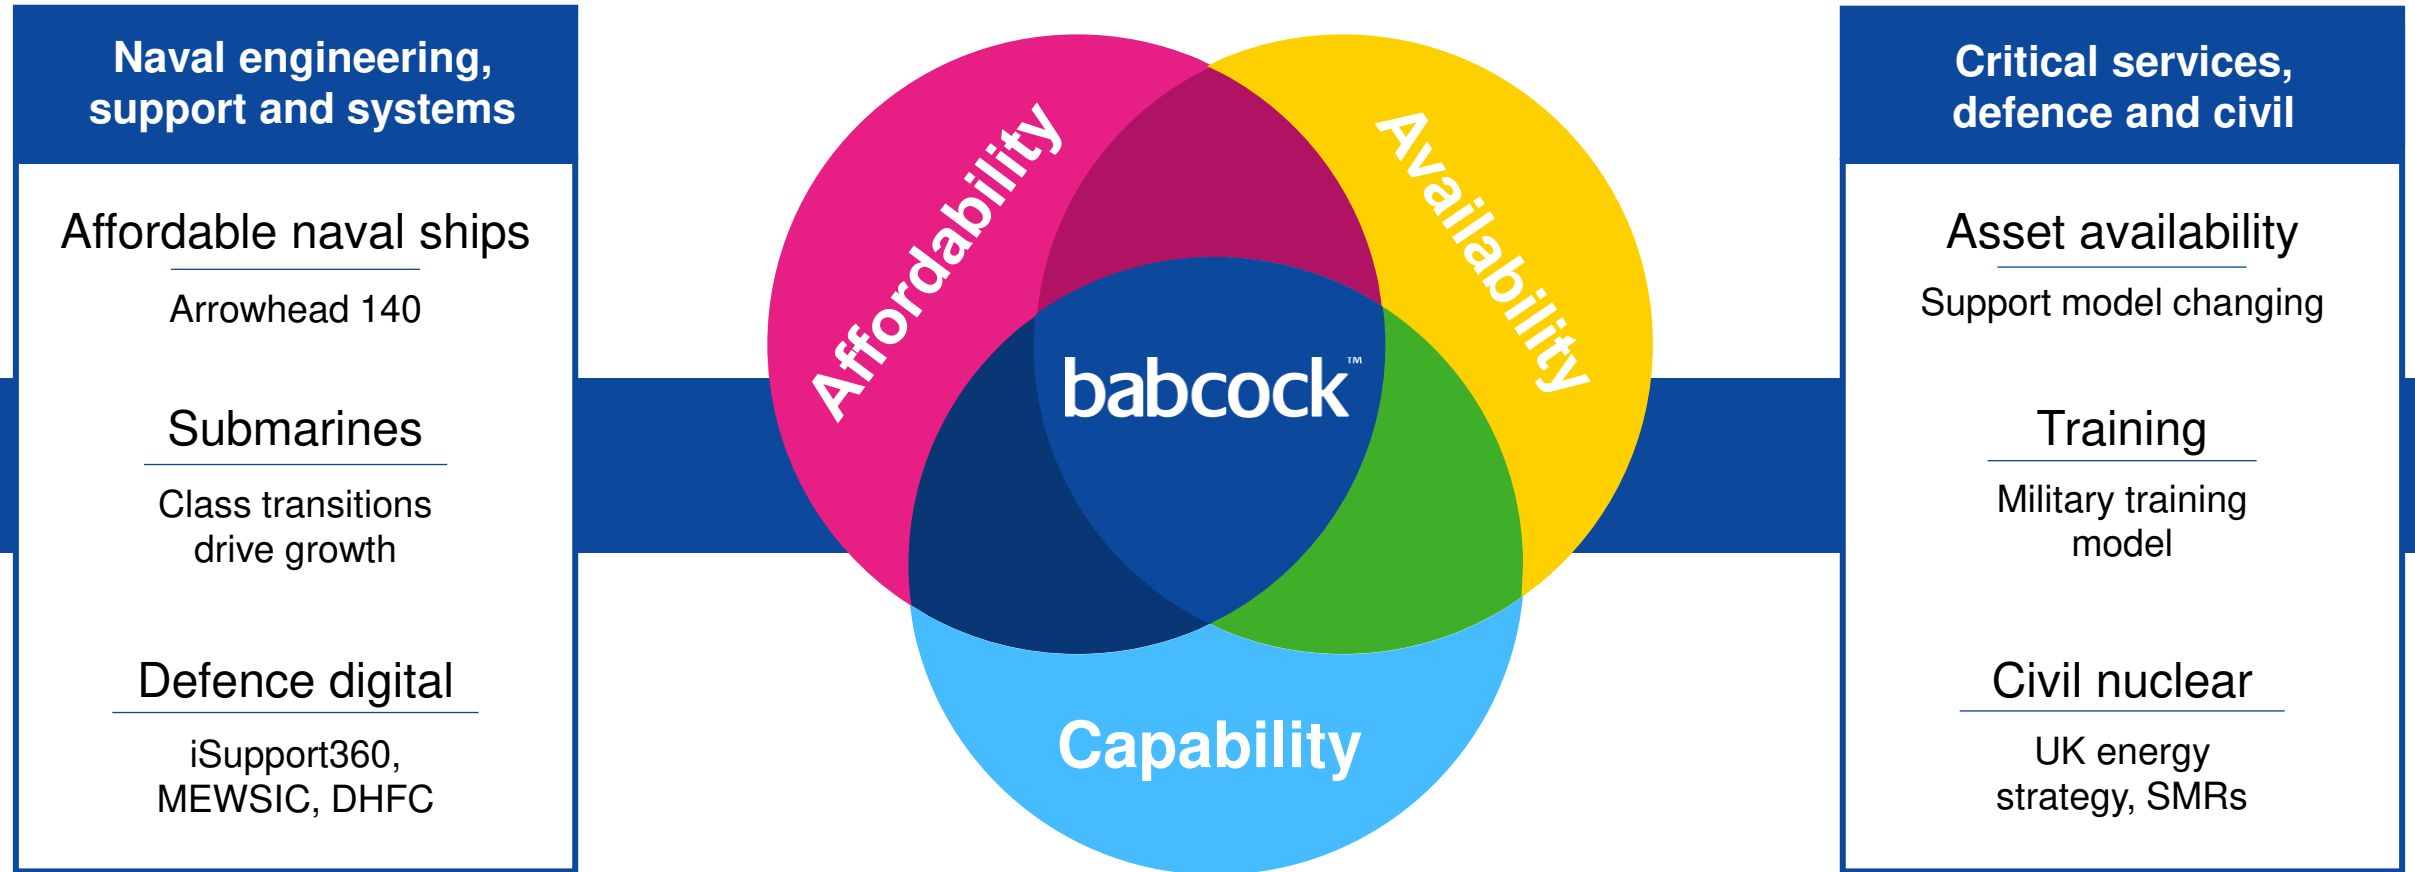 Naval engineering,
support and systems
Affordable naval ships
Arrowhead 140
Submarines
Class transitions
drive growth
Defence digital
iSupport360,
MEWSIC, DHFC
Affordability
Availability
babcock™
Capability
Critical services,
defence and civil
Asset availability
Support model changing
Training
Military training
model
Civil nuclear
UK energy
strategy, SMRs